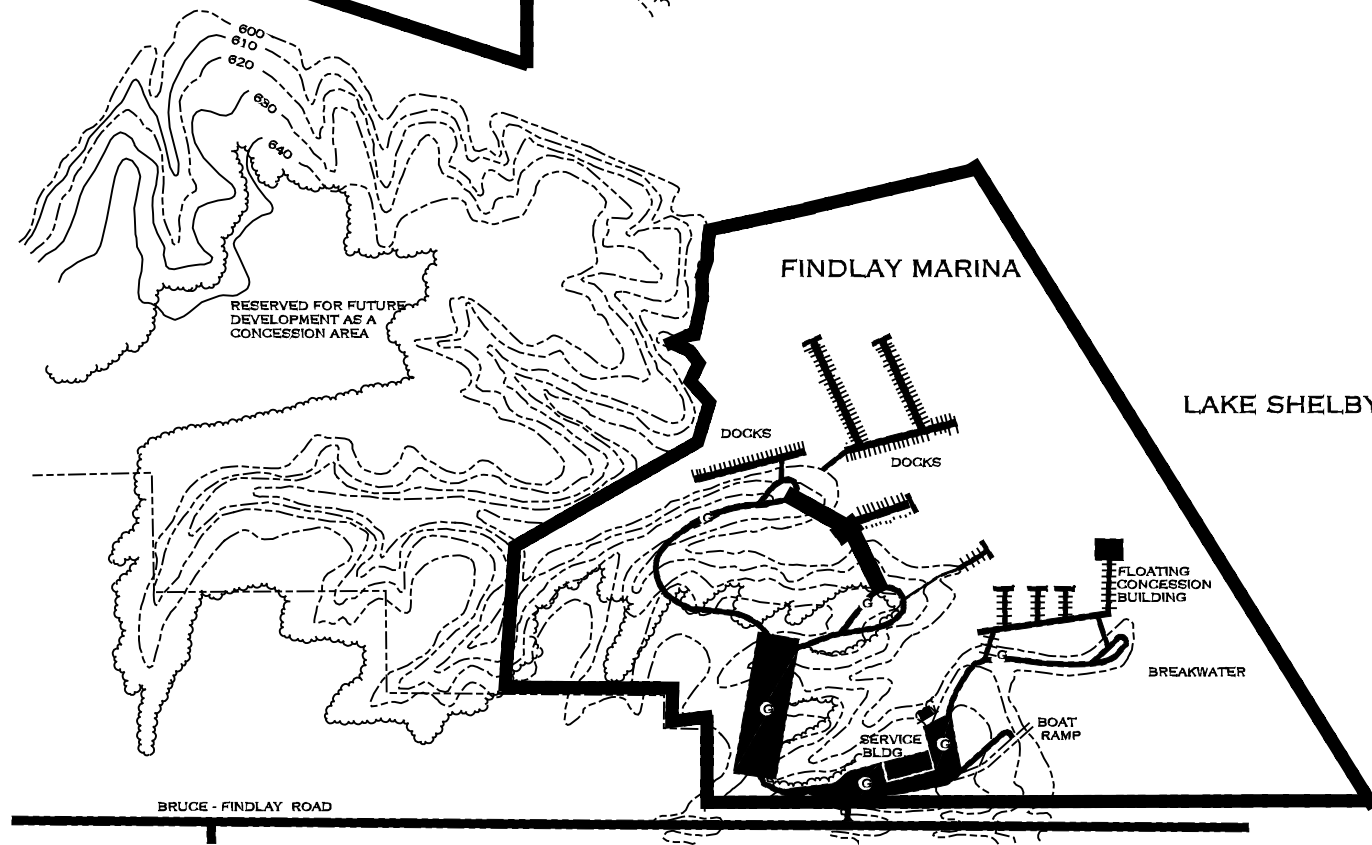 600
610
620
630
640
FINDLAY MARINA
RESERVED FOR FUTURE
DEVELOPMENT AS A
CONCESSION AREA
LAKE SHELBY
DOCKS
DOCKS
FLOATING
CONCESSION
BUILDING
BREAKWATER
BOAT
RAMP
SERVICE
BLDG
BRUCE - FINDLAY ROAD